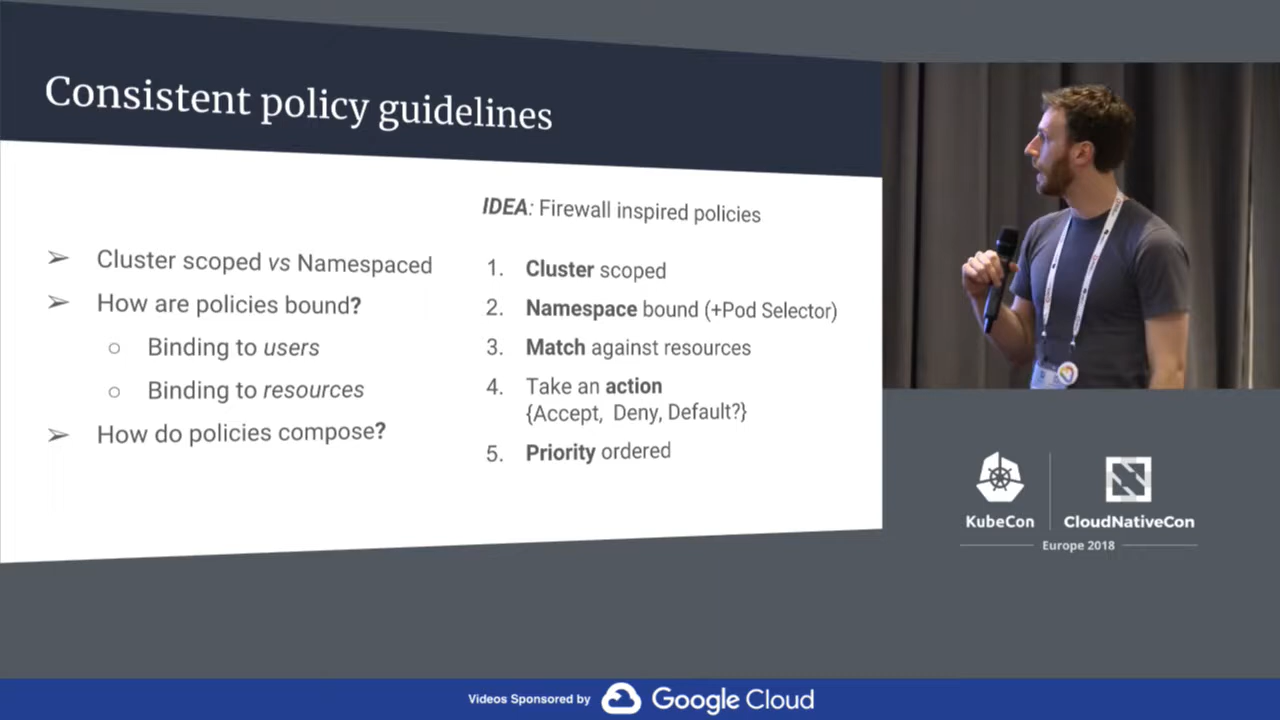 Consistent policy guidelines
➢ Cluster scoped vs Namespaced
➢ How are policies bound?
○ Binding to users
○ Binding to resources
➢ How do policies compose?
IDEA: Firewall inspired policies
1. Cluster scoped
2. Namespace bound (+Pod Selector)
3. Match against resources
4. Take an action
{Accept, Deny, Default?}
5. Priority ordered
KubeCon
CloudNativeCon
Europe 2018
Videos Sponsored by Google Cloud